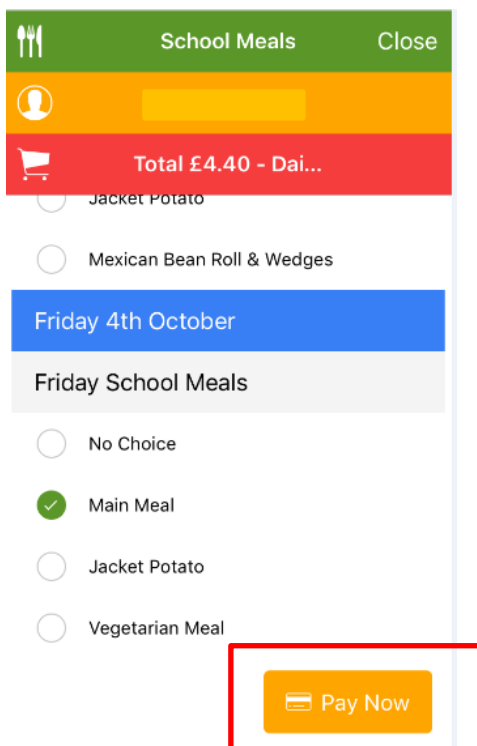 School Meals Close
Total £4.40 - Dai...
Jacket Potato
Mexican Bean Roll & Wedges
Friday 4th October
Friday School Meals
No Choice
Main Meal
Jacket Potato
Vegetarian Meal
Pay Now